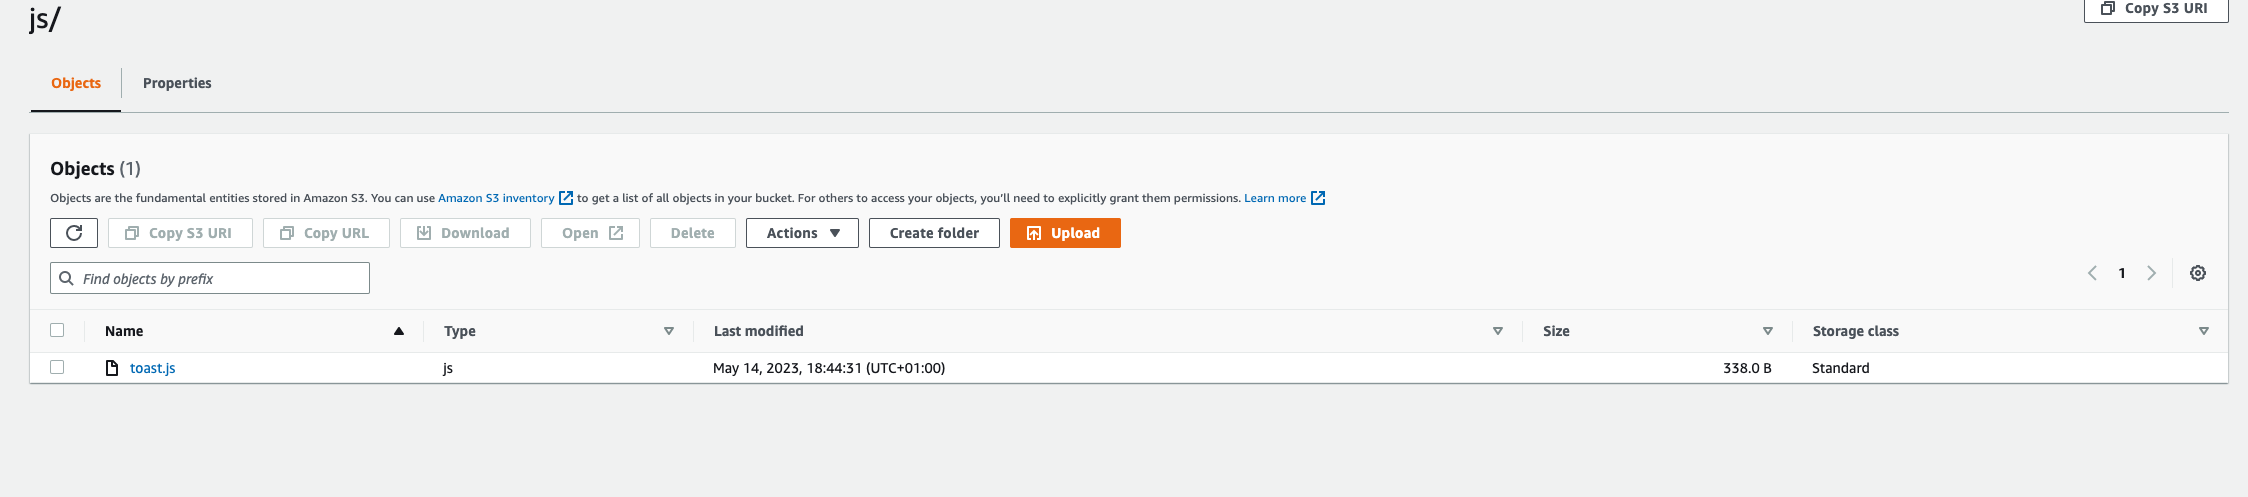 js/
Copy S3 URI
Objects Properties
Objects (1)
Objects are the fundamental entities stored in Amazon S3. You can use Amazon S3 inventory to get a list of all objects in your bucket. For others to access your objects, you'll need to explicitly grant them permissions. Learn more
Copy S3 URI Copy URL Download Open Delete Actions Create folder Upload
Find objects by prefix
1
Name Type Last modified Size Storage class
toast.js js May 14, 2023, 18:44:31 (UTC+01:00) 338.0 B Standard